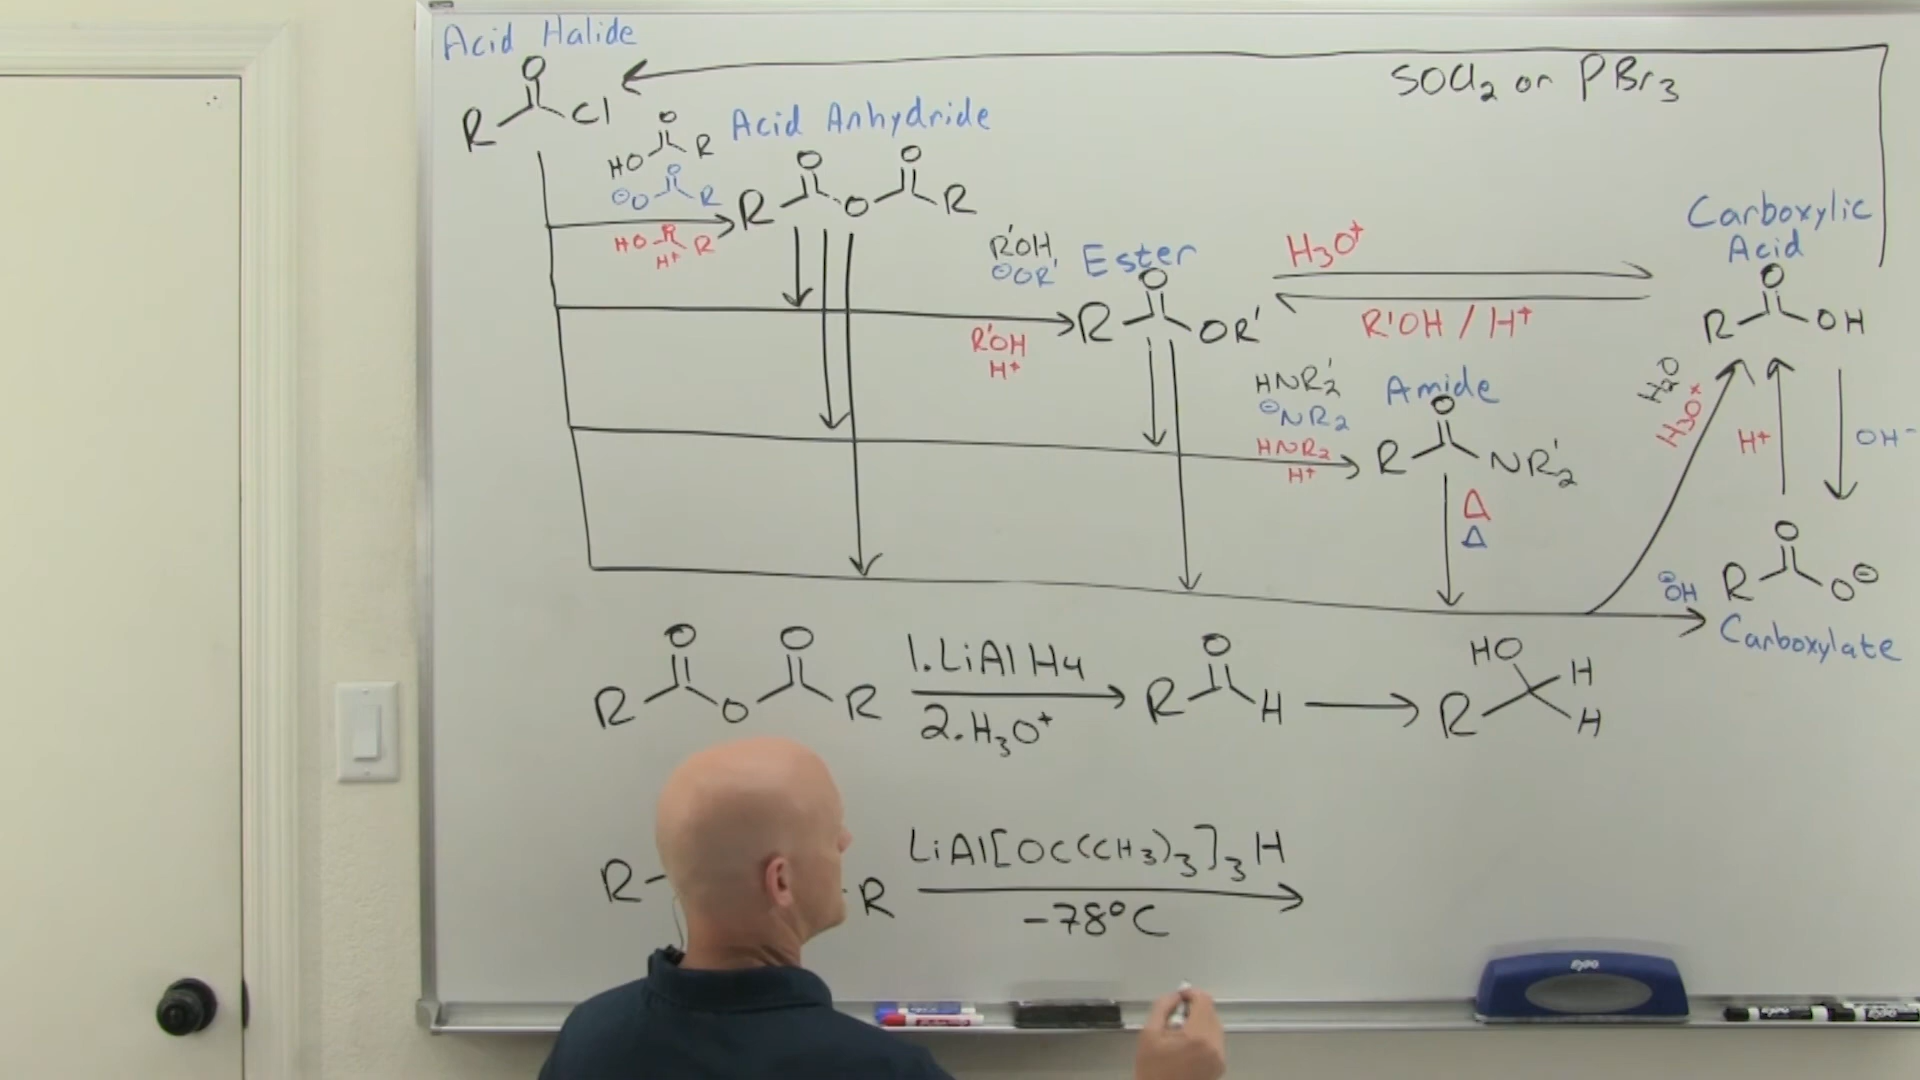 Acid Halide
O
R Cl
SOCl₂ or PBr₃
O
HO R
⊖O O R
HO R R
H⁺
Acid Anhydride
O O
R O R
R'OH
⊖OR'
R'OH
H⁺
Ester
O
R OR'
H₃O⁺
R'OH / H⁺
Carboxylic
Acid
O
R OH
HNR'₂
⊖NR₂
HNR₂
H⁺
Amide
O
R NR'₂
Δ
Δ
H₂O
H₃O⁺
H⁺
OH⁻
O
R O⊖
⊖OH
Carboxylate
O O
R O R
1. LiAlH₄
2. H₃O⁺
O
R H
HO H
R H
R R
LiAl[OC(CH₃)₃]₃H
-78°C
EXPO